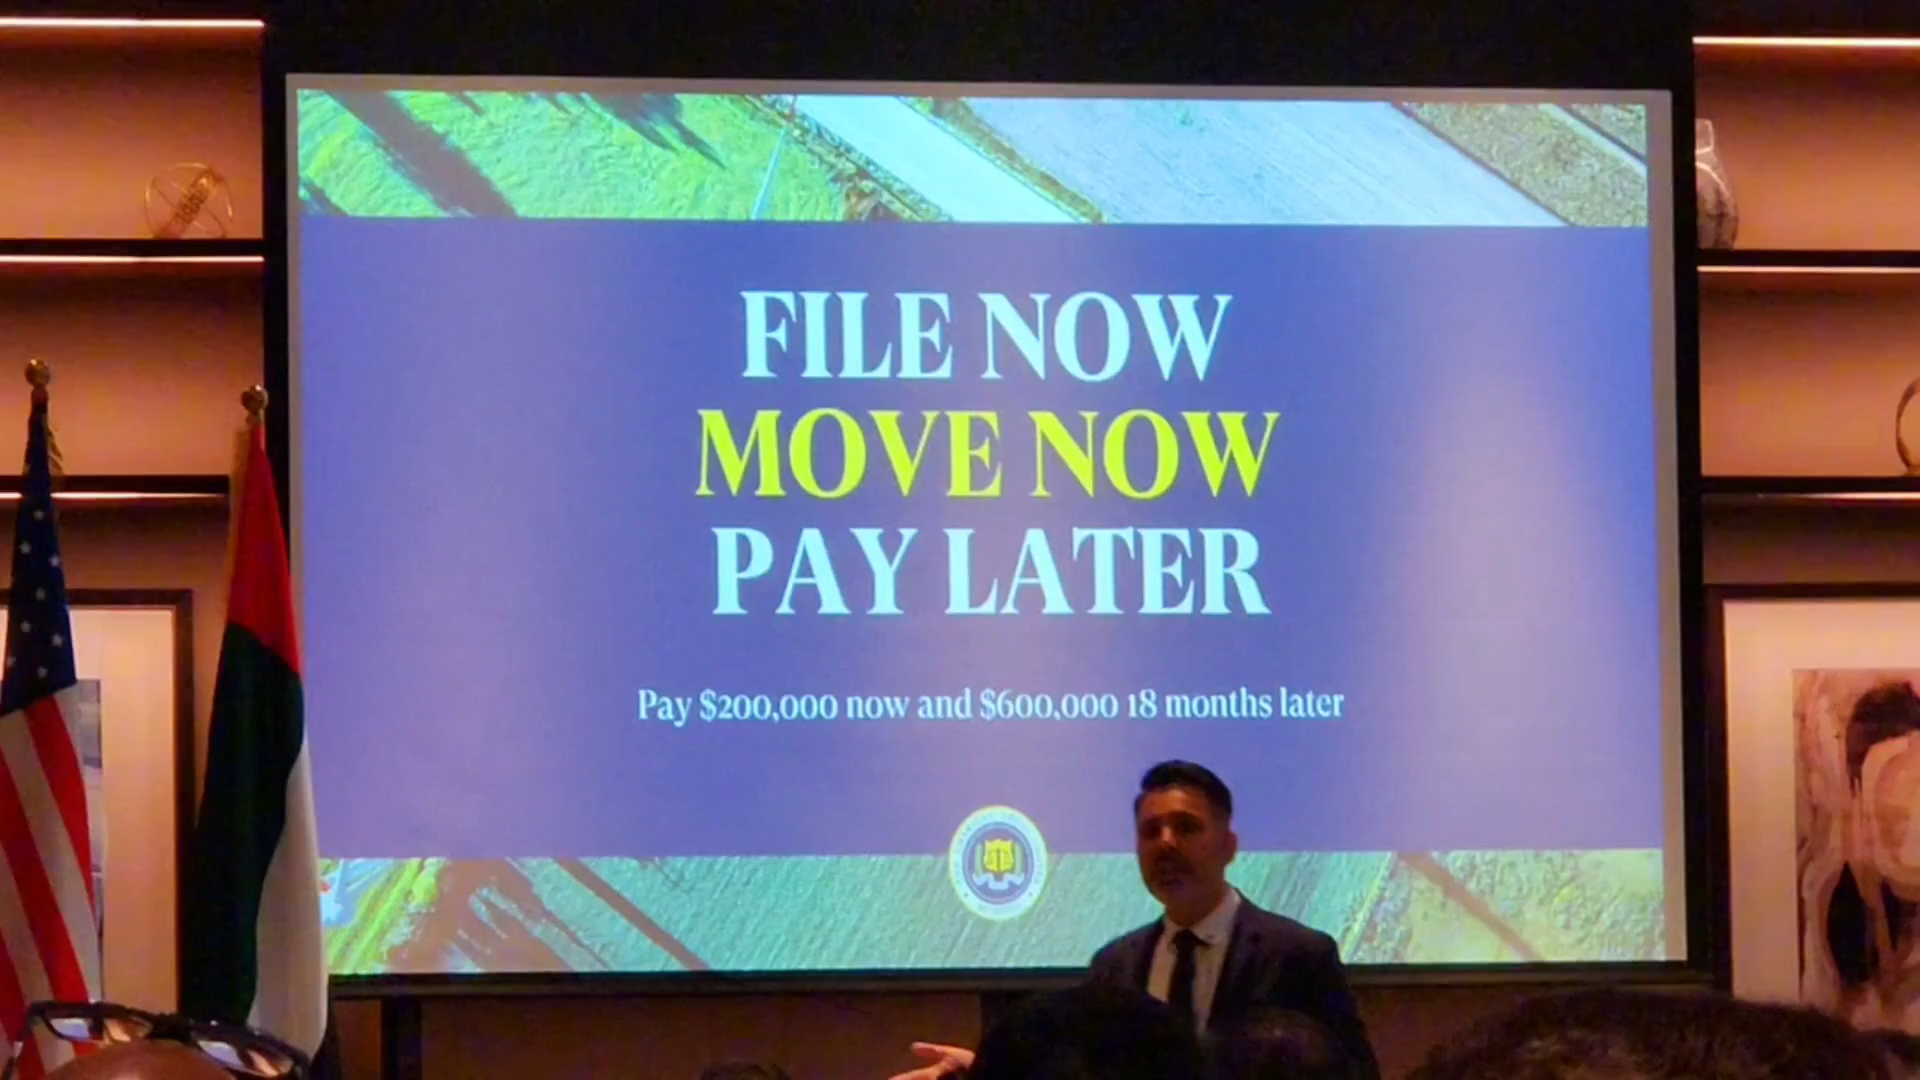 FILE NOW
MOVE NOW
PAY LATER
Pay $200,000 now and $600,000 18 months later